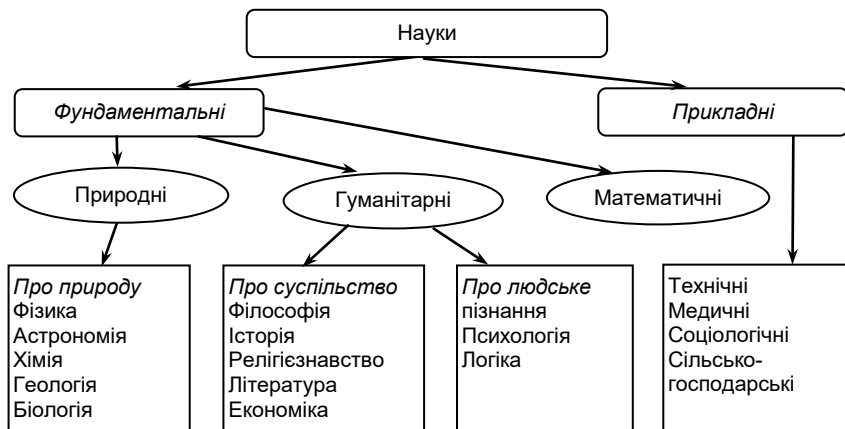 Науки
Фундаментальні
Прикладні
Природні
Гуманітарні
Математичні
Про природу
Фізика
Астрономія
Хімія
Геологія
Біологія
Про суспільство
Філософія
Історія
Релігієзнавство
Література
Економіка
Про людське
пізнання
Психологія
Логіка
Технічні
Медичні
Соціологічні
Сільсько-
господарські